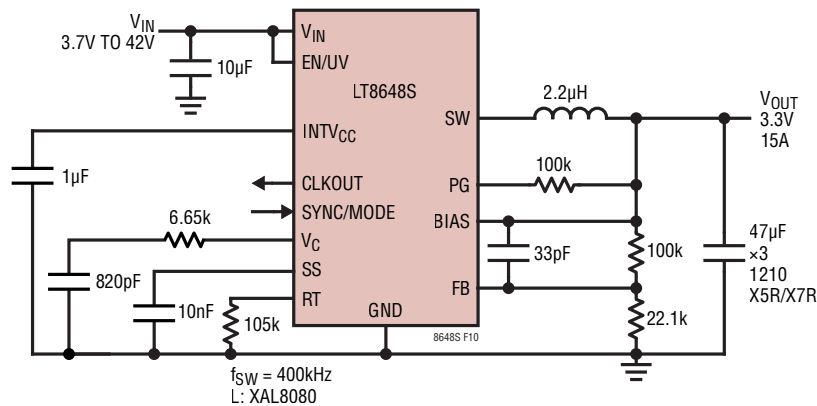 VIN
3.7V TO 42V
10µF
VIN
EN/UV
LT8648S
INTVCC
1µF
CLKOUT
SYNC/MODE
6.65k
VC
820pF
SS
10nF
RT
105k
GND
SW
2.2µH
VOUT
3.3V
15A
PG
100k
BIAS
33pF
100k
FB
22.1k
47µF
×3
1210
X5R/X7R
8648S F10
fSW = 400kHz
L: XAL8080